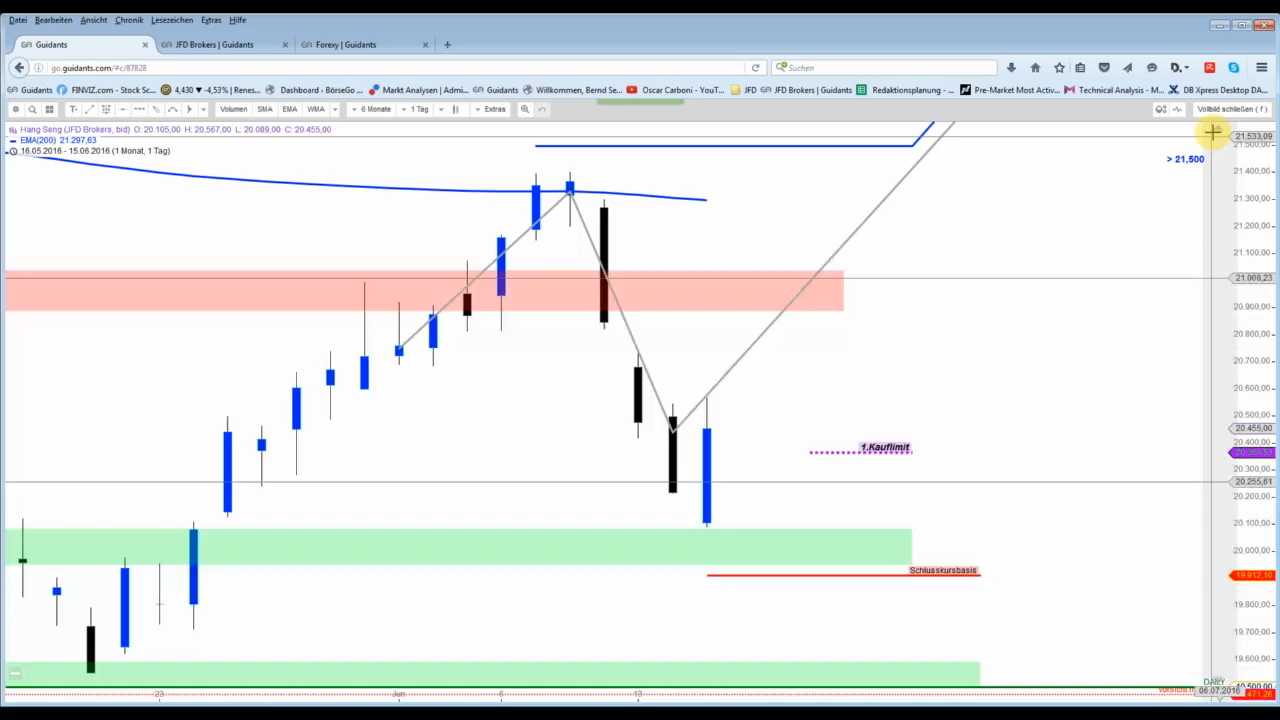 Datei Bearbeiten Ansicht Chronik Lesezeichen Extras Hilfe
Guidants × JFD Brokers | Guidants × Forexy | Guidants × +
go.guidants.com/#c/87828 Suchen
Guidants FINVIZ.com - Stock Sc... 4,430 ▾ -4,53% | Renes... Dashboard ‹ BörseGo ... Markt Analysen | Admi... Guidants Willkommen, Bernd Se... Oscar Carboni - YouT... JFD Guidants JFD Brokers | Guidants Redaktionsplanung - ... Pre-Market Most Activ... Technical Analysis - M... DB Xpress Desktop DA...
Volumen SMA EMA WMA 6 Monate 1 Tag Extras Vollbild schließen ( f )
Hang Seng (JFD Brokers, bid) O: 20.105,00 H: 20.567,00 L: 20.089,00 C: 20.455,00
EMA(200) 21.297,63
16.05.2016 - 15.06.2016 (1 Monat, 1 Tag)
21.533,09
21.500,00
> 21,500
21.400,00
21.300,00
21.200,00
21.100,00
21.008,23
20.900,00
20.800,00
20.700,00
20.600,00
20.500,00
20.455,00
20.400,00
1.Kauflimit
20.300,00
20.255,61
20.200,00
20.100,00
20.000,00
Schlusskursbasis
19.912,10
19.800,00
19.700,00
19.600,00
DAILY
23 Jun 6 13 06.07.2016